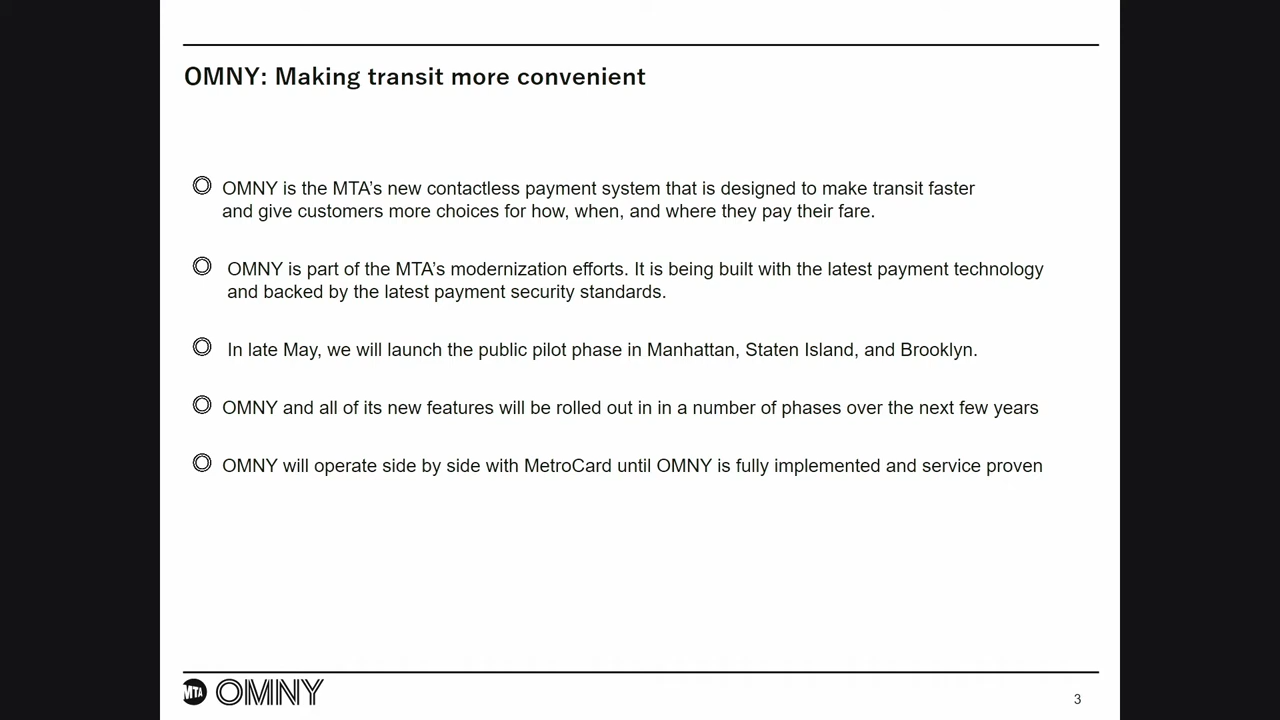 OMNY: Making transit more convenient
OMNY is the MTA's new contactless payment system that is designed to make transit faster
and give customers more choices for how, when, and where they pay their fare.
OMNY is part of the MTA's modernization efforts. It is being built with the latest payment technology
and backed by the latest payment security standards.
In late May, we will launch the public pilot phase in Manhattan, Staten Island, and Brooklyn.
OMNY and all of its new features will be rolled out in in a number of phases over the next few years
OMNY will operate side by side with MetroCard until OMNY is fully implemented and service proven
MTA OMNY
3